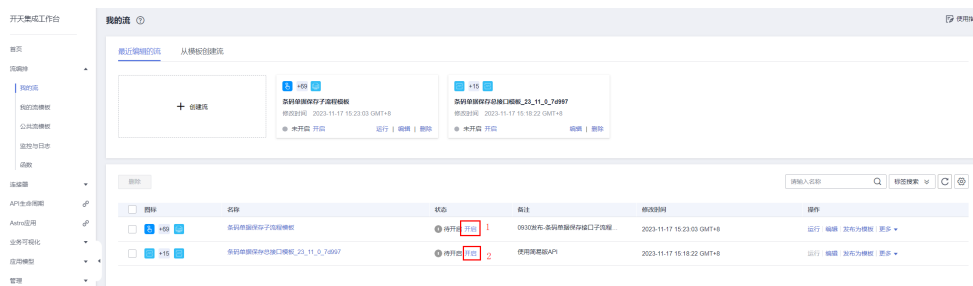 开天集成工作台
我的流
使用指
首页
流编排
我的流
我的流模板
公共流模板
监控与日志
函数
连接器
API生命周期
Astro应用
业务可视化
应用模型
管理
最近编辑的流 从模板创建流
+ 创建流
+69
条码单据保存子流程模板
修改时间 2023-11-17 15:23:03 GMT+8
未开启 开启 运行 | 编辑 | 删除
+15
条码单据保存总接口模板_23_11_0_7d997
修改时间 2023-11-17 15:18:22 GMT+8
未开启 开启 编辑 | 删除
删除 请输入名称 标签搜索
图标 名称 状态 备注 修改时间 操作
+69 条码单据保存子流程模板 待开启 开启 1 0930发布-条码单据保存接口子流程... 2023-11-17 15:23:03 GMT+8 运行 | 编辑 | 发布为模板 | 更多
+15 条码单据保存总接口模板_23_11_0_7d997 待开启 开启 2 使用简易版API 2023-11-17 15:18:22 GMT+8 运行 | 编辑 | 发布为模板 | 更多